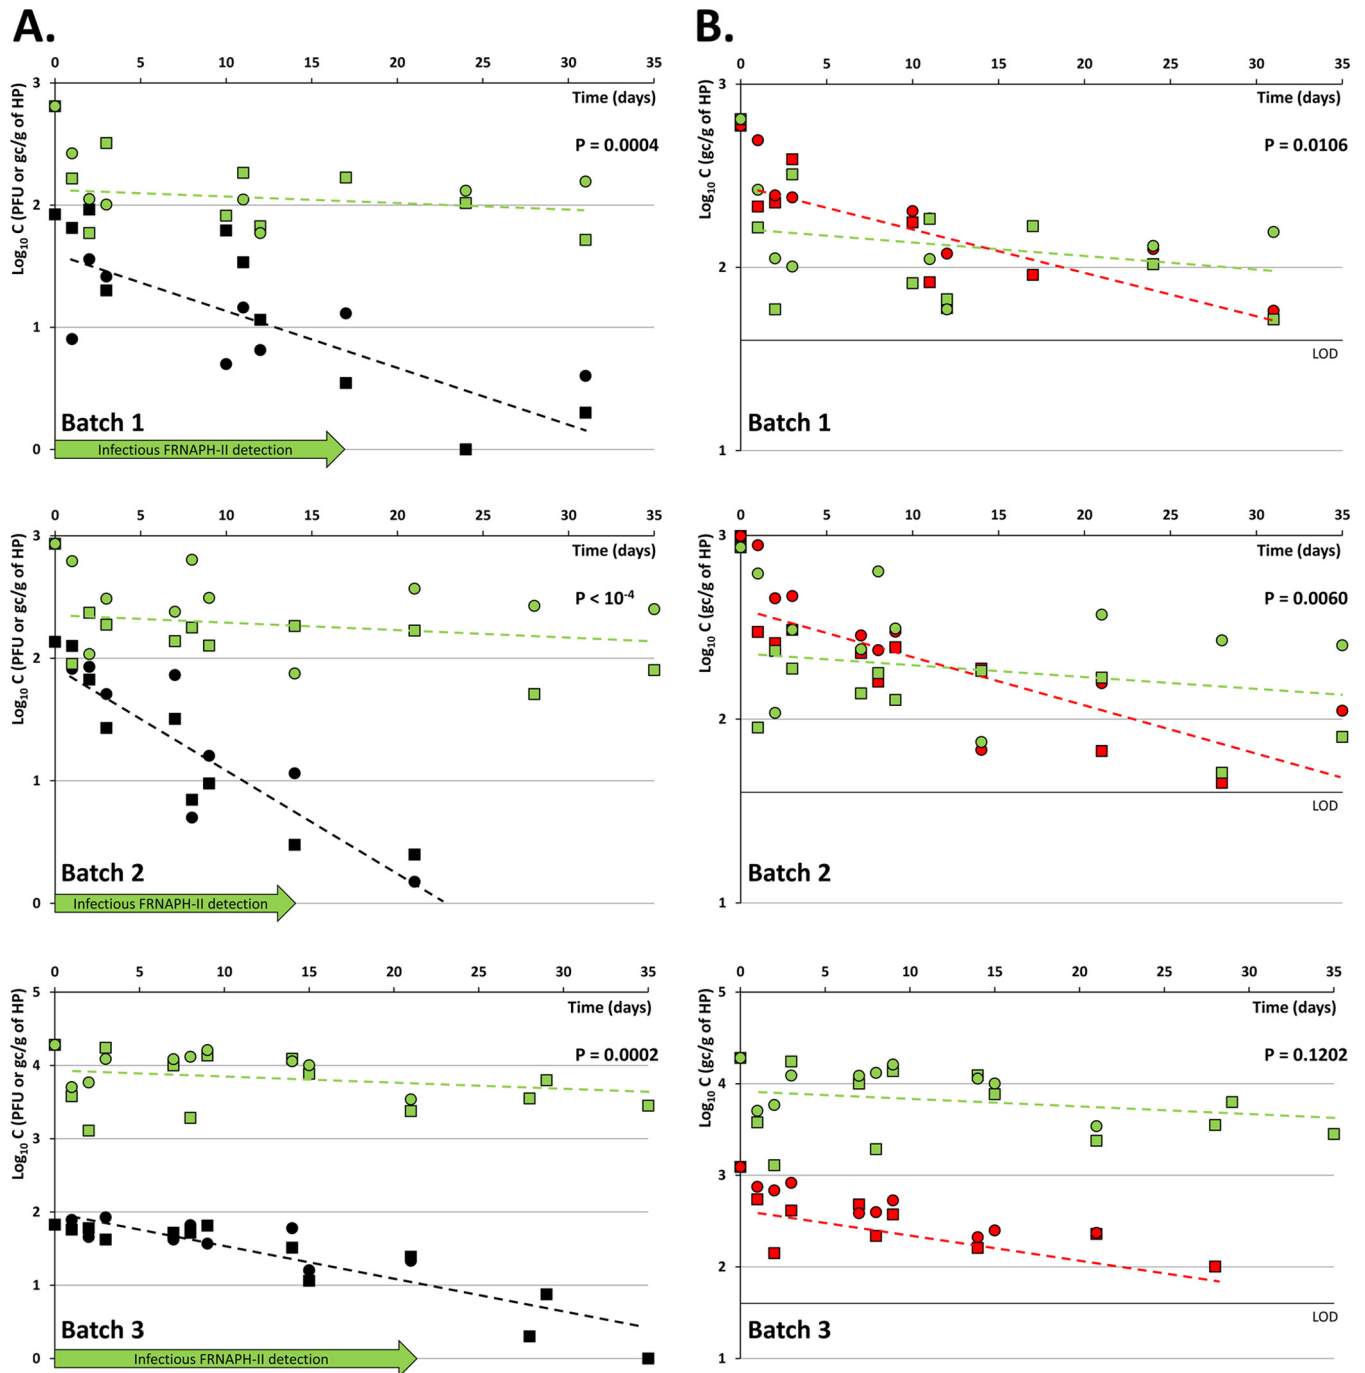 A.
0 5 10 15 20 25 30 35
3
Time (days)
P = 0.0004
2
1
0
Log10 C (PFU or gc/g of HP)
Batch 1
Infectious FRNAPH-II detection
0 5 10 15 20 25 30 35
3
Time (days)
P < 10-4
2
1
0
Log10 C (PFU or gc/g of HP)
Batch 2
Infectious FRNAPH-II detection
0 5 10 15 20 25 30 35
5
Time (days)
P = 0.0002
4
3
2
1
0
Log10 C (PFU or gc/g of HP)
Batch 3
Infectious FRNAPH-II detection
B.
0 5 10 15 20 25 30 35
3
Time (days)
P = 0.0106
2
LOD
1
Log10 C (gc/g of HP)
Batch 1
0 5 10 15 20 25 30 35
3
Time (days)
P = 0.0060
2
LOD
1
Log10 C (gc/g of HP)
Batch 2
0 5 10 15 20 25 30 35
5
Time (days)
P = 0.1202
4
3
2
LOD
1
Log10 C (gc/g of HP)
Batch 3